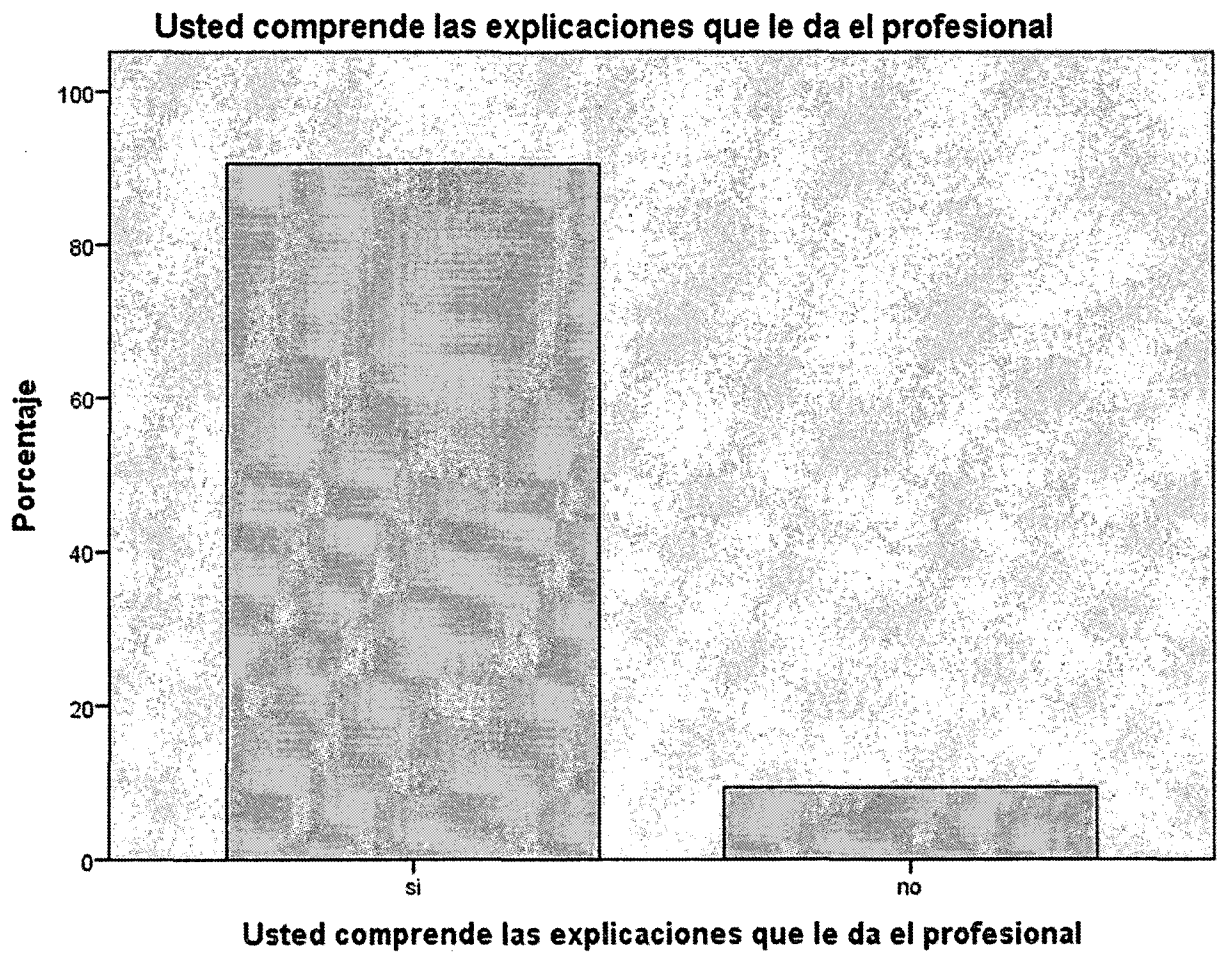 Usted comprende las explicaciones que le da el profesional
100
80
60
40
20
0
Porcentaje
si
no
Usted comprende las explicaciones que le da el profesional